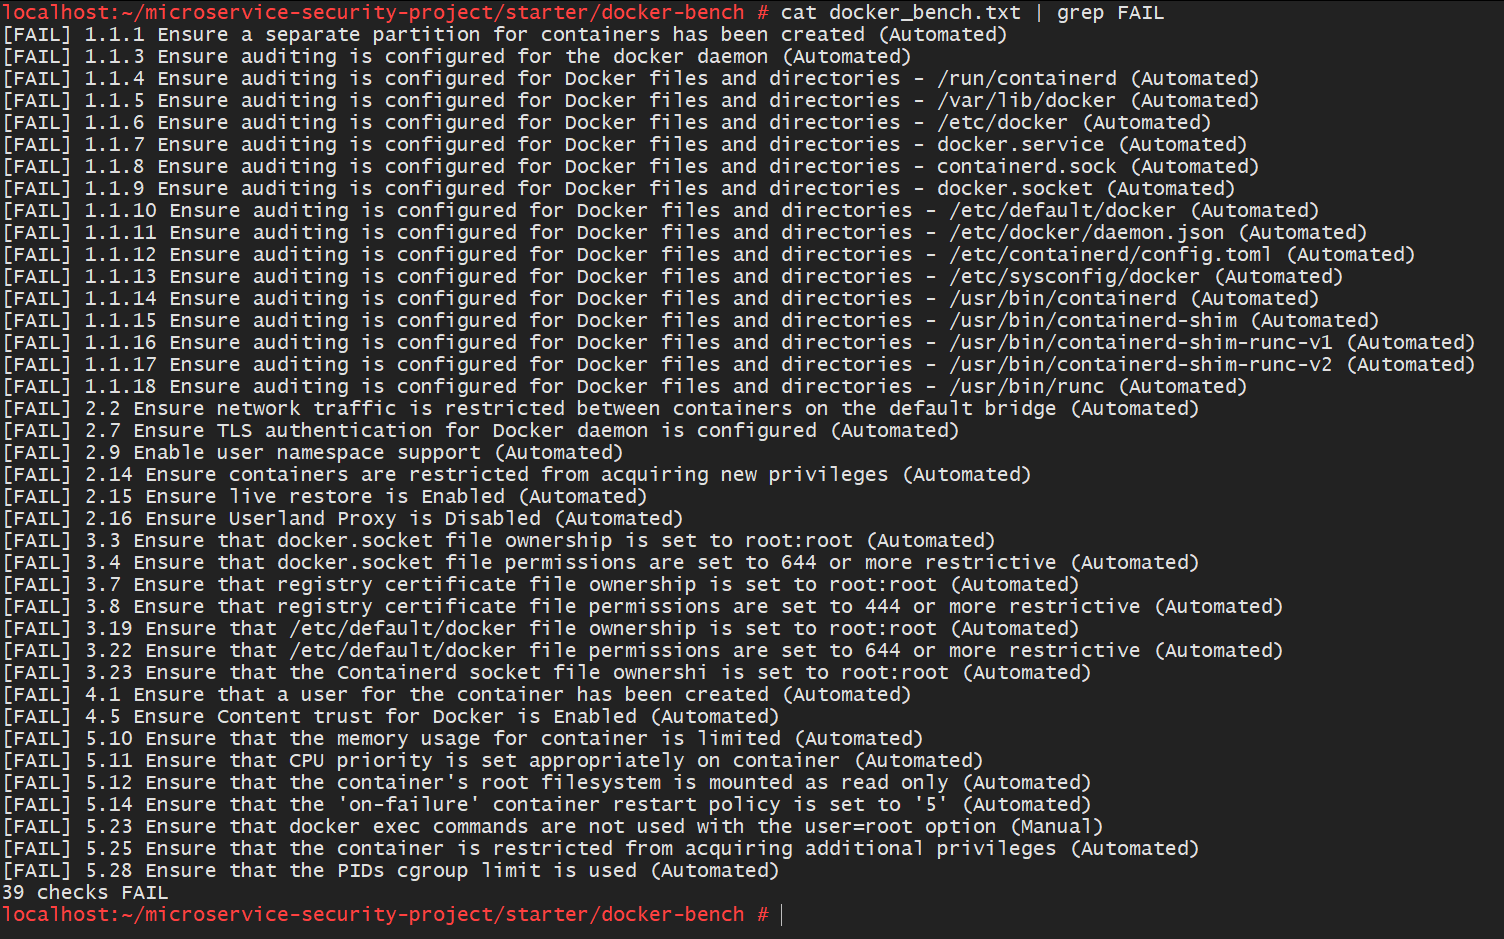 localhost:~/microservice-security-project/starter/docker-bench # cat docker_bench.txt | grep FAIL
[FAIL] 1.1.1 Ensure a separate partition for containers has been created (Automated)
[FAIL] 1.1.3 Ensure auditing is configured for the docker daemon (Automated)
[FAIL] 1.1.4 Ensure auditing is configured for Docker files and directories - /run/containerd (Automated)
[FAIL] 1.1.5 Ensure auditing is configured for Docker files and directories - /var/lib/docker (Automated)
[FAIL] 1.1.6 Ensure auditing is configured for Docker files and directories - /etc/docker (Automated)
[FAIL] 1.1.7 Ensure auditing is configured for Docker files and directories - docker.service (Automated)
[FAIL] 1.1.8 Ensure auditing is configured for Docker files and directories - containerd.sock (Automated)
[FAIL] 1.1.9 Ensure auditing is configured for Docker files and directories - docker.socket (Automated)
[FAIL] 1.1.10 Ensure auditing is configured for Docker files and directories - /etc/default/docker (Automated)
[FAIL] 1.1.11 Ensure auditing is configured for Docker files and directories - /etc/docker/daemon.json (Automated)
[FAIL] 1.1.12 Ensure auditing is configured for Docker files and directories - /etc/containerd/config.toml (Automated)
[FAIL] 1.1.13 Ensure auditing is configured for Docker files and directories - /etc/sysconfig/docker (Automated)
[FAIL] 1.1.14 Ensure auditing is configured for Docker files and directories - /usr/bin/containerd (Automated)
[FAIL] 1.1.15 Ensure auditing is configured for Docker files and directories - /usr/bin/containerd-shim (Automated)
[FAIL] 1.1.16 Ensure auditing is configured for Docker files and directories - /usr/bin/containerd-shim-runc-v1 (Automated)
[FAIL] 1.1.17 Ensure auditing is configured for Docker files and directories - /usr/bin/containerd-shim-runc-v2 (Automated)
[FAIL] 1.1.18 Ensure auditing is configured for Docker files and directories - /usr/bin/runc (Automated)
[FAIL] 2.2 Ensure network traffic is restricted between containers on the default bridge (Automated)
[FAIL] 2.7 Ensure TLS authentication for Docker daemon is configured (Automated)
[FAIL] 2.9 Enable user namespace support (Automated)
[FAIL] 2.14 Ensure containers are restricted from acquiring new privileges (Automated)
[FAIL] 2.15 Ensure live restore is Enabled (Automated)
[FAIL] 2.16 Ensure Userland Proxy is Disabled (Automated)
[FAIL] 3.3 Ensure that docker.socket file ownership is set to root:root (Automated)
[FAIL] 3.4 Ensure that docker.socket file permissions are set to 644 or more restrictive (Automated)
[FAIL] 3.7 Ensure that registry certificate file ownership is set to root:root (Automated)
[FAIL] 3.8 Ensure that registry certificate file permissions are set to 444 or more restrictive (Automated)
[FAIL] 3.19 Ensure that /etc/default/docker file ownership is set to root:root (Automated)
[FAIL] 3.22 Ensure that /etc/default/docker file permissions are set to 644 or more restrictive (Automated)
[FAIL] 3.23 Ensure that the Containerd socket file ownershi is set to root:root (Automated)
[FAIL] 4.1 Ensure that a user for the container has been created (Automated)
[FAIL] 4.5 Ensure Content trust for Docker is Enabled (Automated)
[FAIL] 5.10 Ensure that the memory usage for container is limited (Automated)
[FAIL] 5.11 Ensure that CPU priority is set appropriately on container (Automated)
[FAIL] 5.12 Ensure that the container's root filesystem is mounted as read only (Automated)
[FAIL] 5.14 Ensure that the 'on-failure' container restart policy is set to '5' (Automated)
[FAIL] 5.23 Ensure that docker exec commands are not used with the user=root option (Manual)
[FAIL] 5.25 Ensure that the container is restricted from acquiring additional privileges (Automated)
[FAIL] 5.28 Ensure that the PIDs cgroup limit is used (Automated)
39 checks FAIL
localhost:~/microservice-security-project/starter/docker-bench #